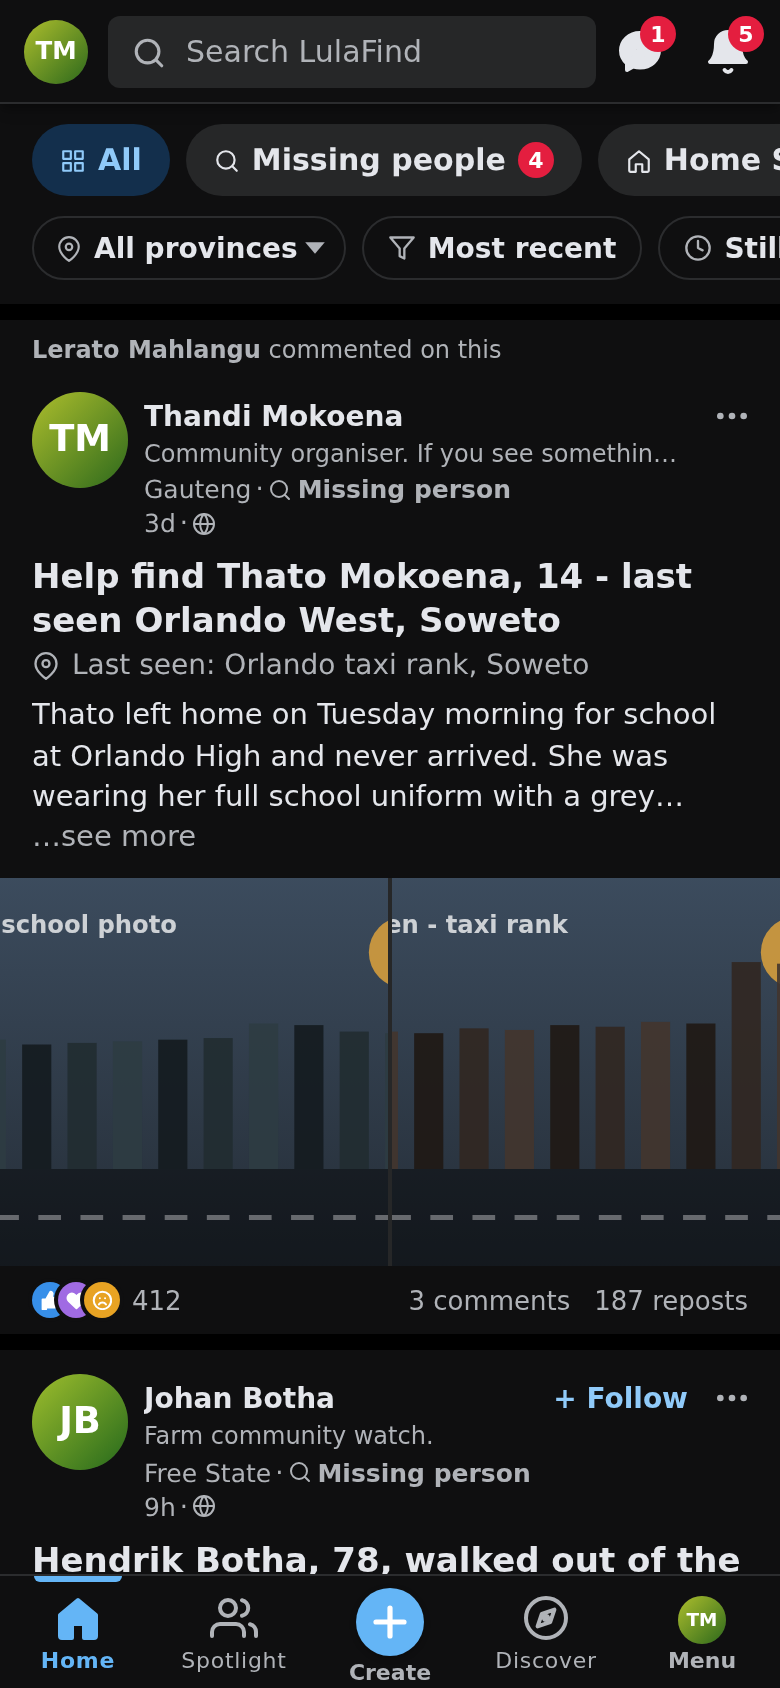 TM
Search LulaFind
1
5
All
Missing people 4
Home S
All provinces
Most recent
Still
Lerato Mahlangu commented on this
TM
Thandi Mokoena
Community organiser. If you see somethin...
Gauteng · Missing person
3d ·
Help find Thato Mokoena, 14 - last
seen Orlando West, Soweto
Last seen: Orlando taxi rank, Soweto
Thato left home on Tuesday morning for school
at Orlando High and never arrived. She was
wearing her full school uniform with a grey...
...see more
school photo
en - taxi rank
412
3 comments 187 reposts
JB
Johan Botha
+ Follow
Farm community watch.
Free State · Missing person
9h ·
Hendrik Botha, 78, walked out of the
Home
Spotlight
Create
Discover
TM
Menu